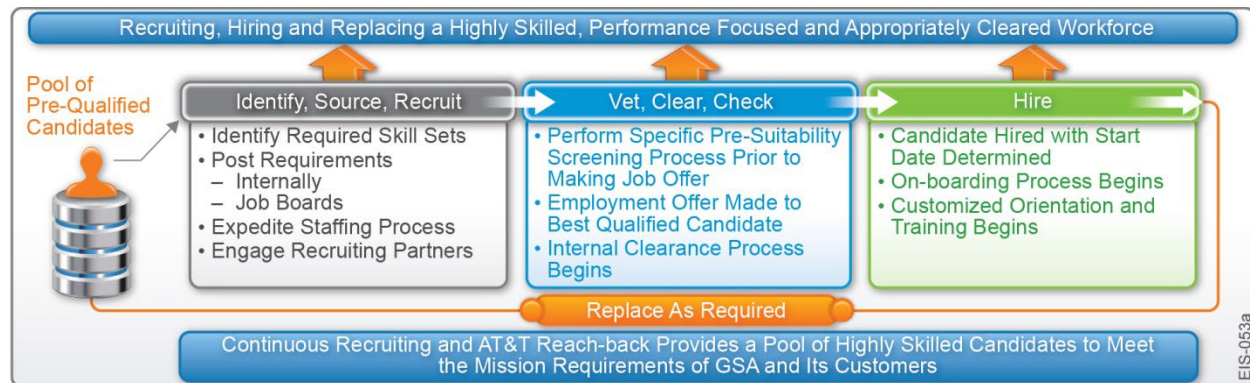 Recruiting, Hiring and Replacing a Highly Skilled, Performance Focused and Appropriately Cleared Workforce
Pool of
Pre-Qualified
Candidates
Identify, Source, Recruit
• Identify Required Skill Sets
• Post Requirements
– Internally
– Job Boards
• Expedite Staffing Process
• Engage Recruiting Partners
Vet, Clear, Check
• Perform Specific Pre-Suitability
Screening Process Prior to
Making Job Offer
• Employment Offer Made to
Best Qualified Candidate
• Internal Clearance Process
Begins
Hire
• Candidate Hired with Start
Date Determined
• On-boarding Process Begins
• Customized Orientation and
Training Begins
Replace As Required
Continuous Recruiting and AT&T Reach-back Provides a Pool of Highly Skilled Candidates to Meet
the Mission Requirements of GSA and Its Customers
EIS-053a